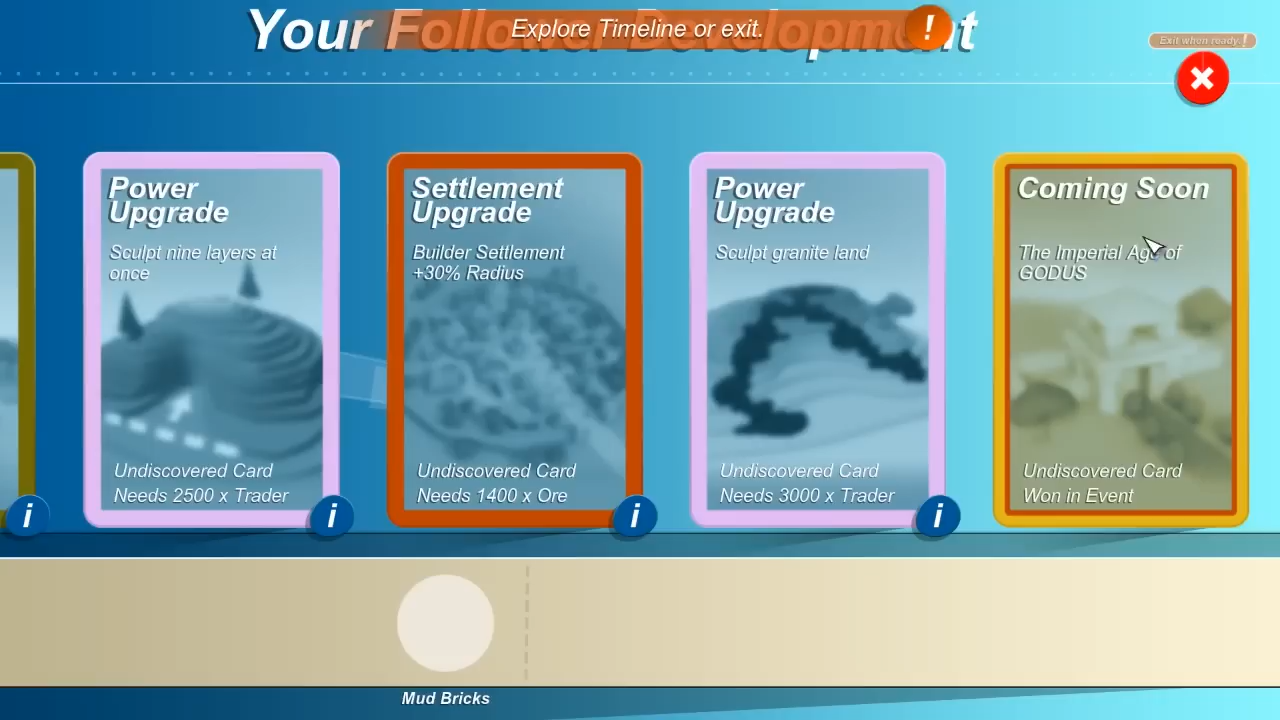 Your Follower Development
Explore Timeline or exit.
!
Exit when ready.!
Power
Upgrade
Sculpt nine layers at
once
Undiscovered Card
Needs 2500 x Trader
Settlement
Upgrade
Builder Settlement
+30% Radius
Undiscovered Card
Needs 1400 x Ore
Power
Upgrade
Sculpt granite land
Undiscovered Card
Needs 3000 x Trader
Coming Soon
The Imperial Age of
GODUS
Undiscovered Card
Won in Event
i
i
i
i
Mud Bricks